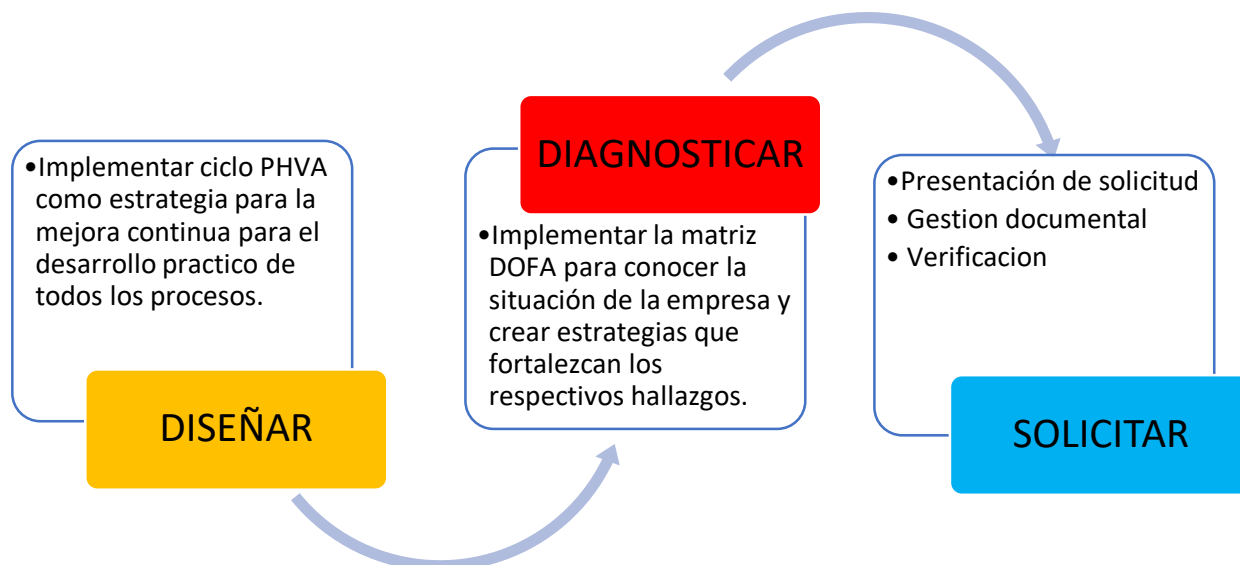 •Implementar ciclo PHVA
como estrategia para la
mejora continua para el
desarrollo practico de
todos los procesos.
DISEÑAR
DIAGNOSTICAR
•Implementar la matriz
DOFA para conocer la
situación de la empresa y
crear estrategias que
fortalezcan los
respectivos hallazgos.
•Presentación de solicitud
• Gestion documental
• Verificacion
SOLICITAR